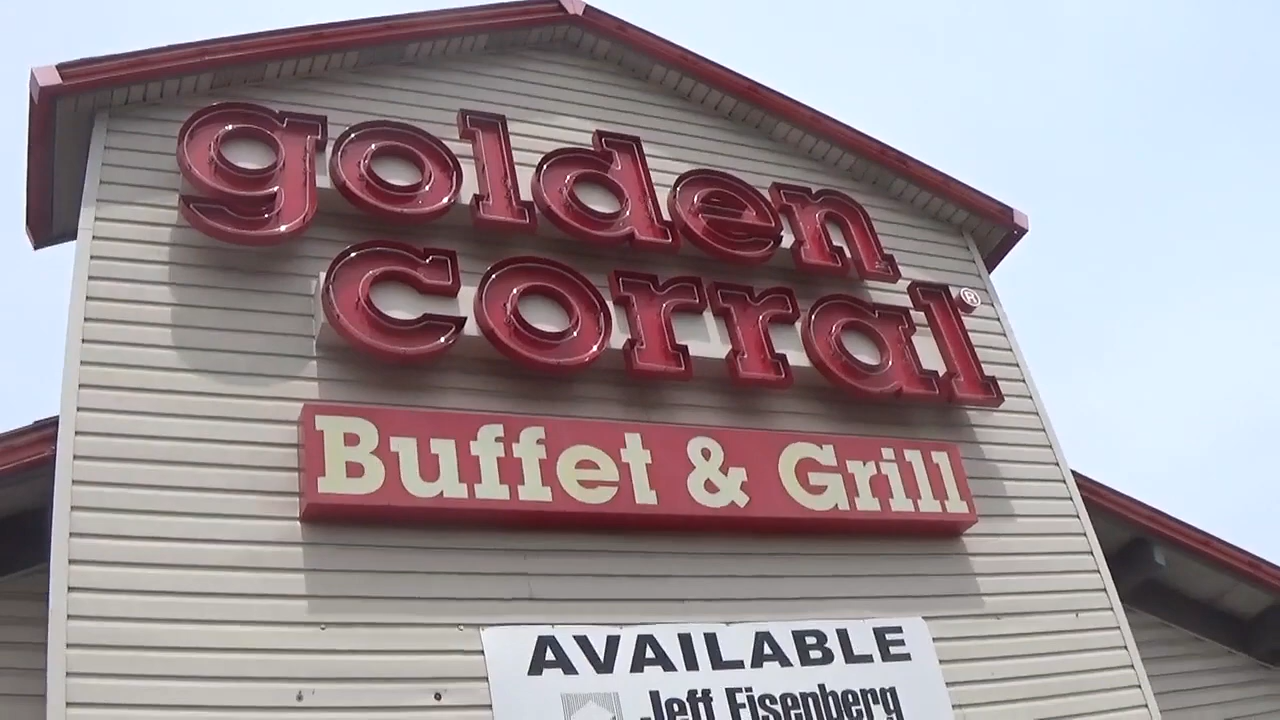 golden
corral®
Buffet & Grill
AVAILABLE
Jeff Eisenberg